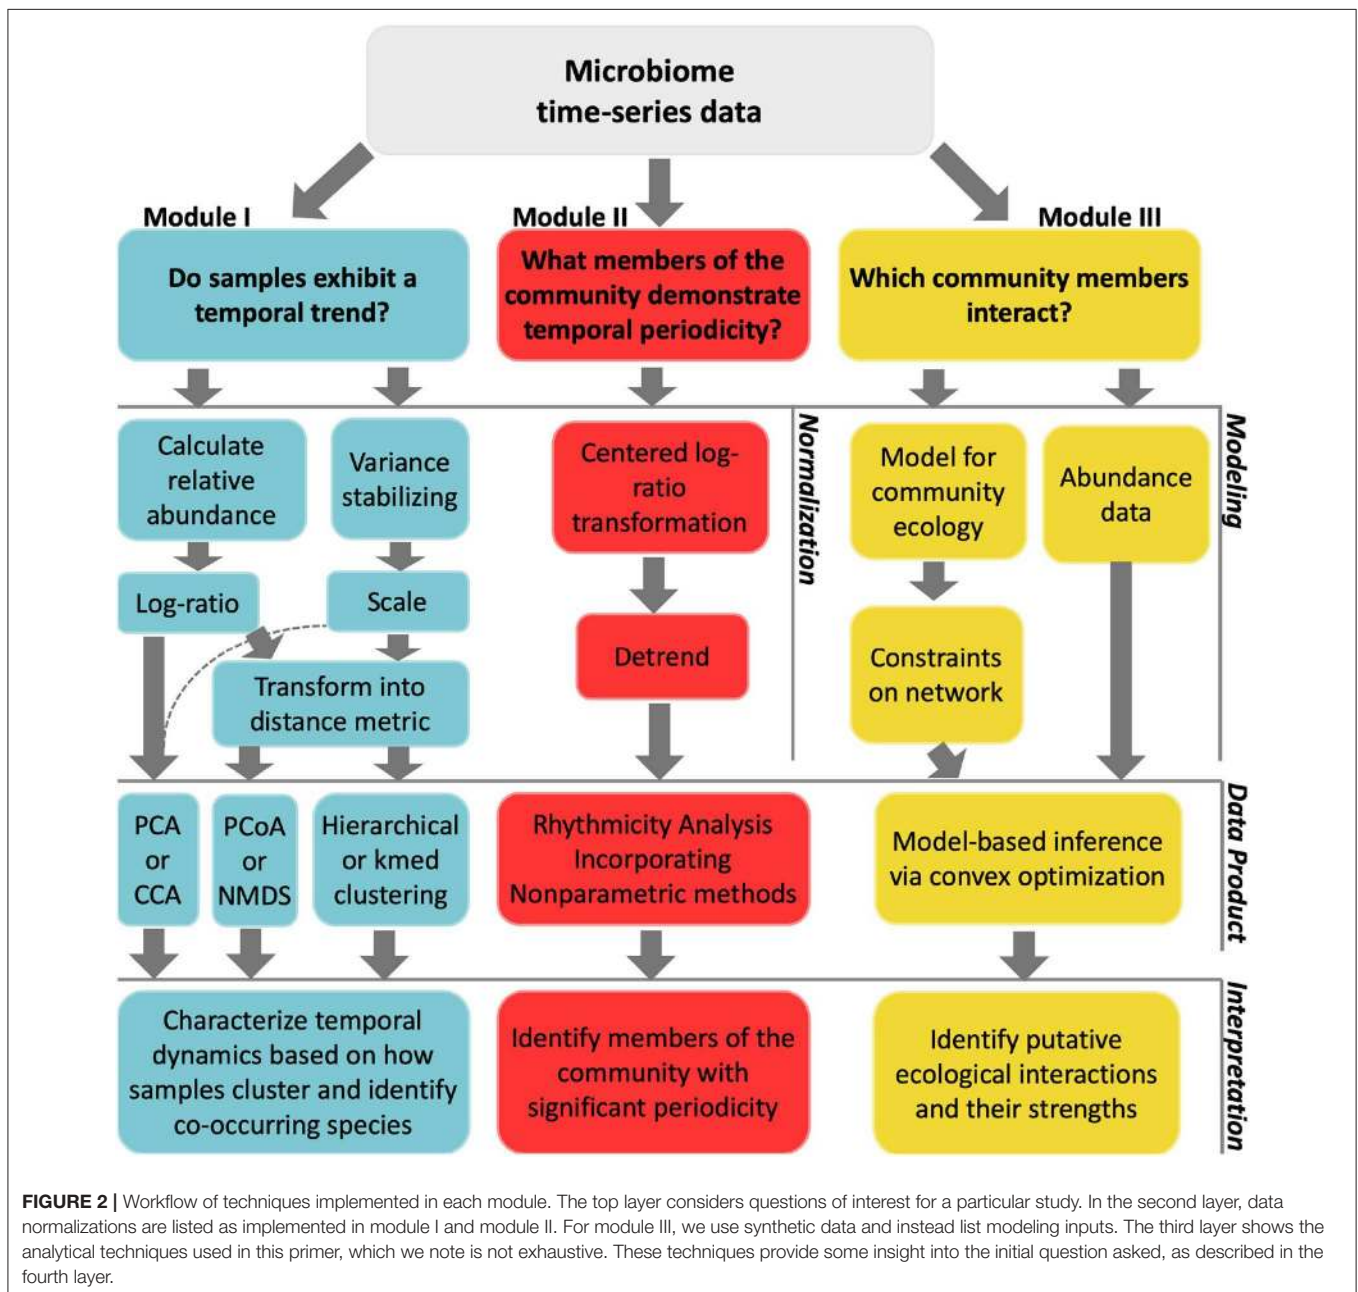 Microbiome
time-series data
Module I
Module II
Module III
Do samples exhibit a
temporal trend?
What members of the
community demonstrate
temporal periodicity?
Which community members
interact?
Calculate
relative
abundance
Variance
stabilizing
Centered log-
ratio
transformation
Normalization
Model for
community
ecology
Abundance
data
Modeling
Log-ratio
Scale
Detrend
Constraints
on network
Transform into
distance metric
PCA
or
CCA
PCoA
or
NMDS
Hierarchical
or kmed
clustering
Rhythmicity Analysis
Incorporating
Nonparametric methods
Model-based inference
via convex optimization
Data Product
Characterize temporal
dynamics based on how
samples cluster and identify
co-occurring species
Identify members of the
community with
significant periodicity
Identify putative
ecological interactions
and their strengths
Interpretation
FIGURE 2 | Workflow of techniques implemented in each module. The top layer considers questions of interest for a particular study. In the second layer, data
normalizations are listed as implemented in module I and module II. For module III, we use synthetic data and instead list modeling inputs. The third layer shows the
analytical techniques used in this primer, which we note is not exhaustive. These techniques provide some insight into the initial question asked, as described in the
fourth layer.